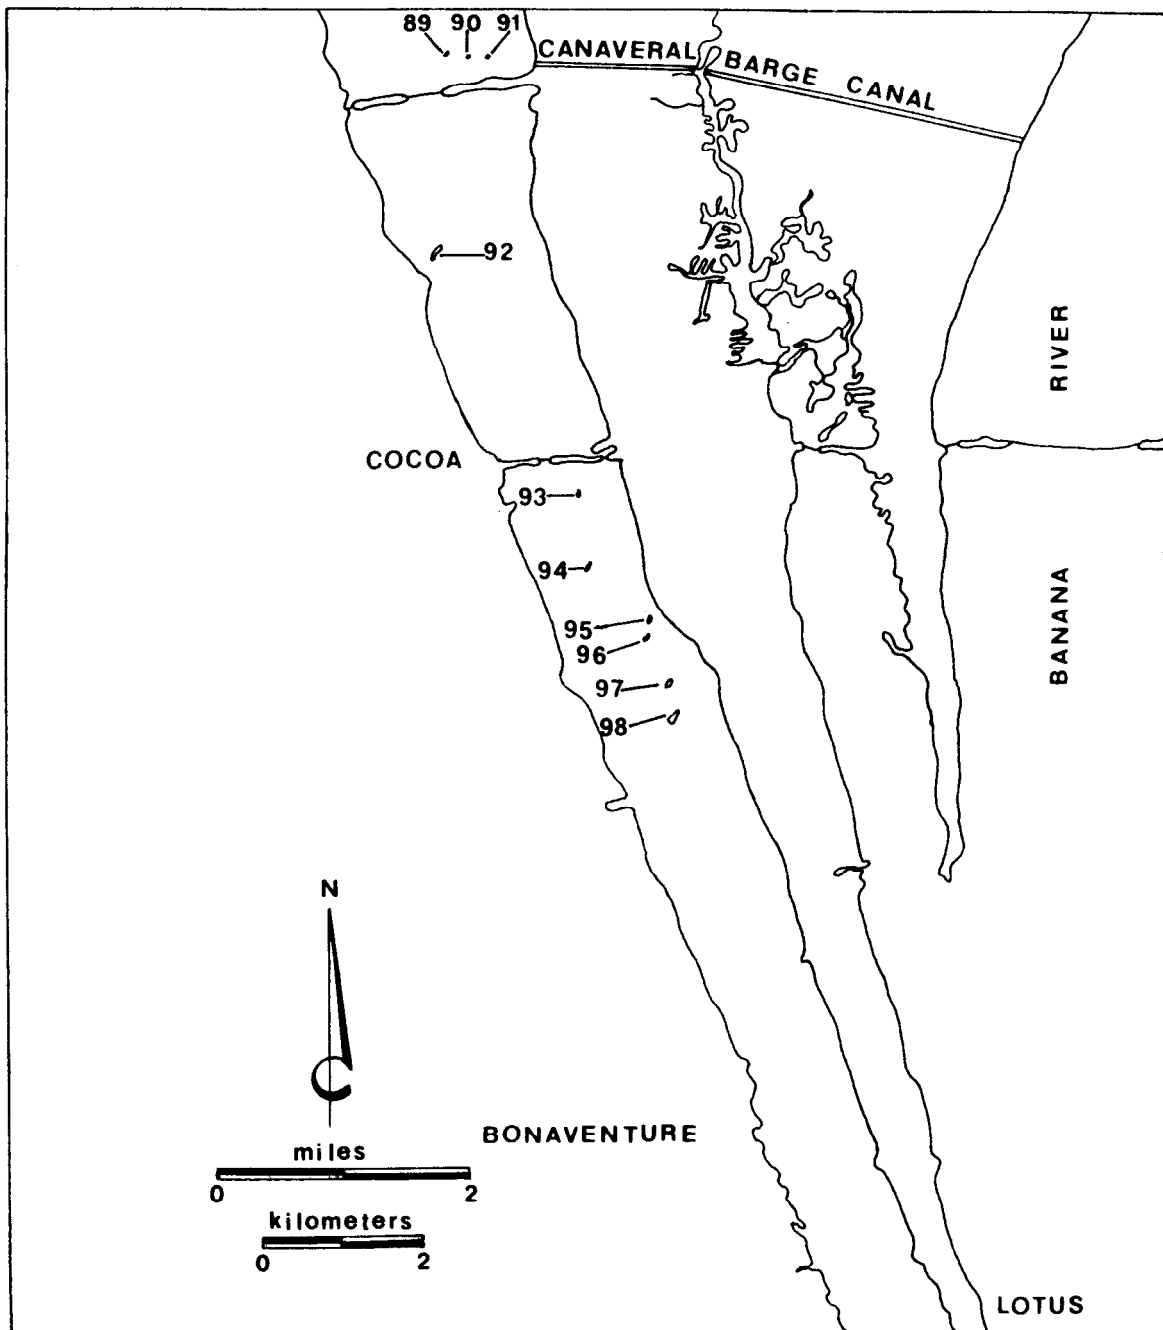 89 90 91
CANAVERAL BARGE CANAL
92
RIVER
COCOA
93
94
95
96
BANANA
97
98
N
BONAVENTURE
miles
0 2
kilometers
0 2
LOTUS